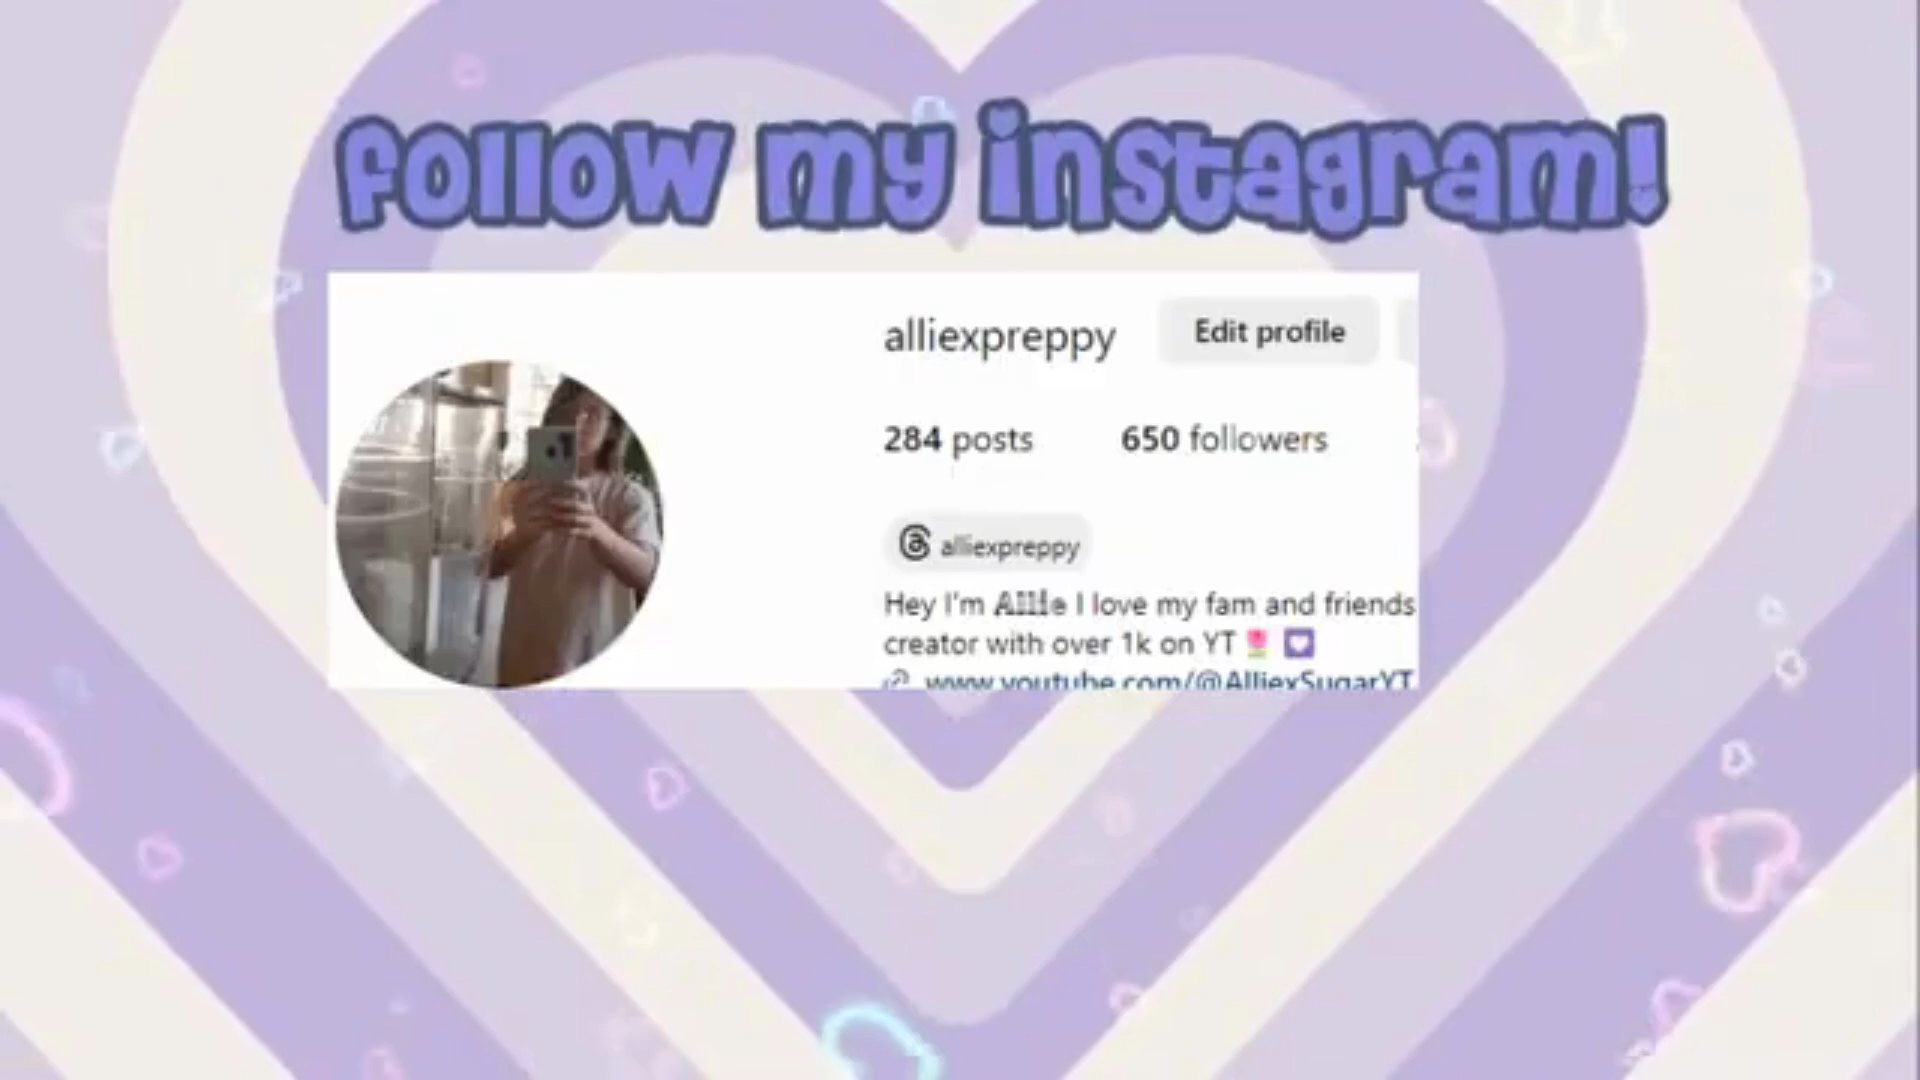 follow my instagram!
alliexpreppy Edit profile
284 posts 650 followers
alliexpreppy
Hey I'm Allie I love my fam and friends
creator with over 1k on YT 🌷 💟
www.youtube.com/@AlliexSugarYT